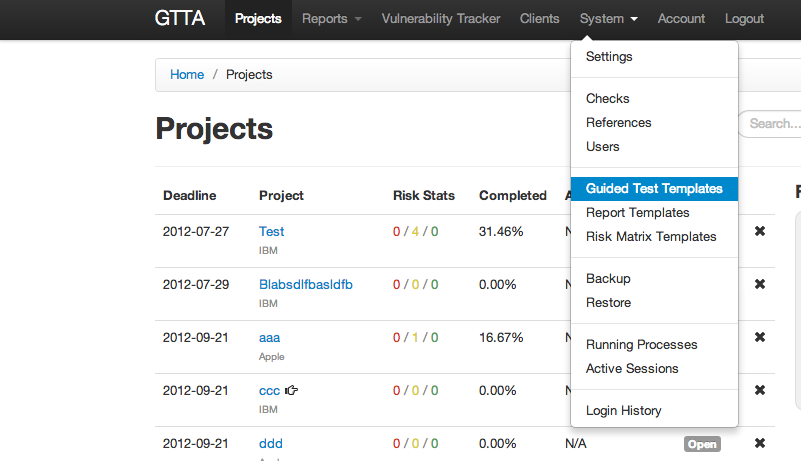 GTTA Projects Reports Vulnerability Tracker Clients System Account Logout
Home / Projects
Projects
Search...
Settings
Checks
References
Users
Guided Test Templates
Report Templates
Risk Matrix Templates
Backup
Restore
Running Processes
Active Sessions
Login History
Deadline Project Risk Stats Completed
2012-07-27 Test 0 / 4 / 0 31.46%
IBM
2012-07-29 Blabsdlfbasldfb 0 / 0 / 0 0.00%
IBM
2012-09-21 aaa 0 / 1 / 0 16.67%
Apple
2012-09-21 ccc 0 / 0 / 0 0.00%
IBM
2012-09-21 ddd 0 / 0 / 0 0.00% N/A Open